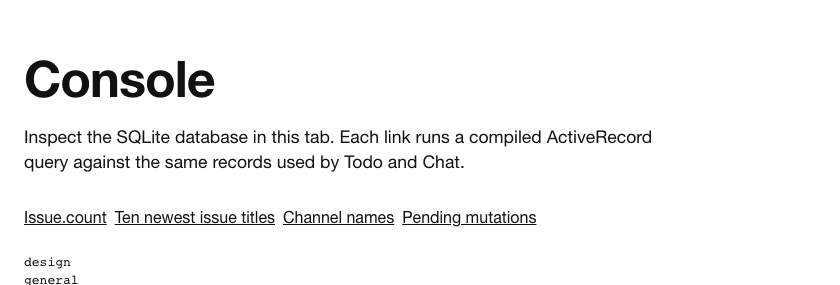 Console
Inspect the SQLite database in this tab. Each link runs a compiled ActiveRecord
query against the same records used by Todo and Chat.
Issue.count Ten newest issue titles Channel names Pending mutations
design
general